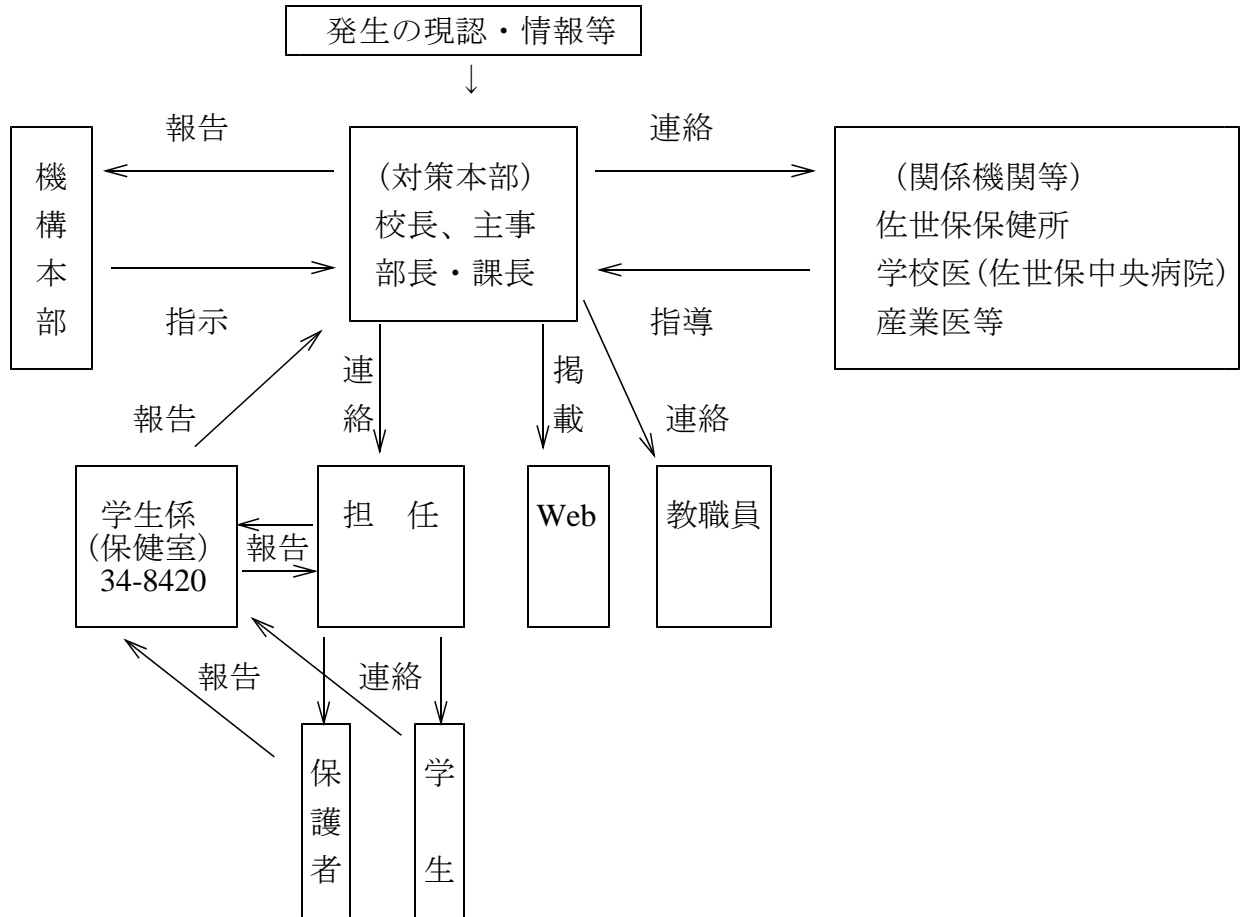 発生の現認・情報等
↓
報告
連絡
機構本部
(対策本部)
校長、主事
部長・課長
(関係機関等)
佐世保保健所
学校医(佐世保中央病院)
産業医等
指示
指導
連絡
掲載
報告
連絡
学生係
(保健室)
34-8420
報告
担 任
Web
教職員
報告
連絡
保護者
学 生